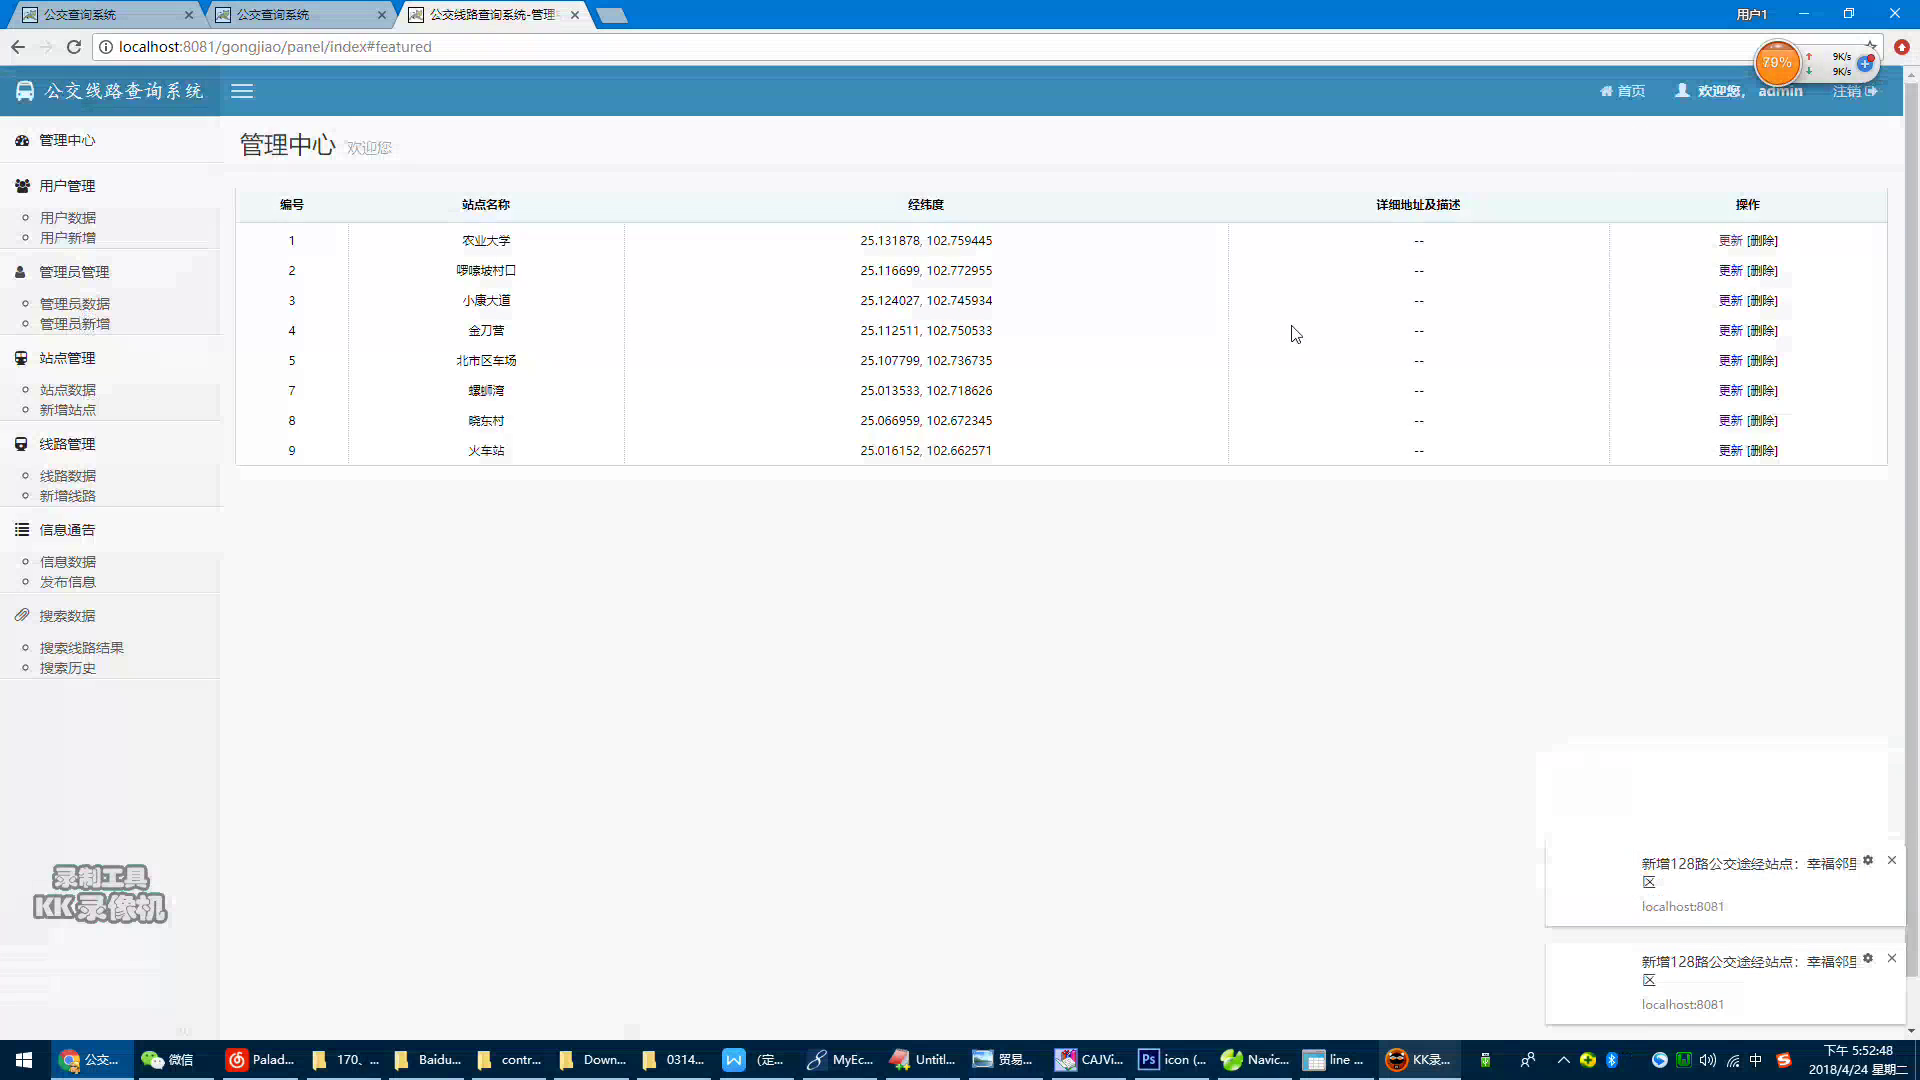 公交查询系统
公交查询系统
公交线路查询系统-管理
用户1
localhost:8081/gongjiao/panel/index#featured
79%
9K/s
9K/s
公交线路查询系统
首页
欢迎您, admin
注销
管理中心
用户管理
用户数据
用户新增
管理员管理
管理员数据
管理员新增
站点管理
站点数据
新增站点
线路管理
线路数据
新增线路
信息通告
信息数据
发布信息
搜索数据
搜索线路结果
搜索历史
管理中心 欢迎您
编号 站点名称 经纬度 详细地址及描述 操作
1 农业大学 25.131878, 102.759445 -- 更新 [删除]
2 啰嗦坡村口 25.116699, 102.772955 -- 更新 [删除]
3 小康大道 25.124027, 102.745934 -- 更新 [删除]
4 金刀营 25.112511, 102.750533 -- 更新 [删除]
5 北市区车场 25.107799, 102.736735 -- 更新 [删除]
7 螺蛳湾 25.013533, 102.718626 -- 更新 [删除]
8 晓东村 25.066959, 102.672345 -- 更新 [删除]
9 火车站 25.016152, 102.662571 -- 更新 [删除]
录制工具
KK录像机
新增128路公交途经站点：幸福邻里
区
localhost:8081
新增128路公交途经站点：幸福邻里
区
localhost:8081
公交... 微信 Palad... 170、... Baidu... contr... Down... 0314... (定... MyEc... Untitl... 贸易... CAJVi... icon (... Navic... line ... KK录... 中
下午 5:52:48
2018/4/24 星期二